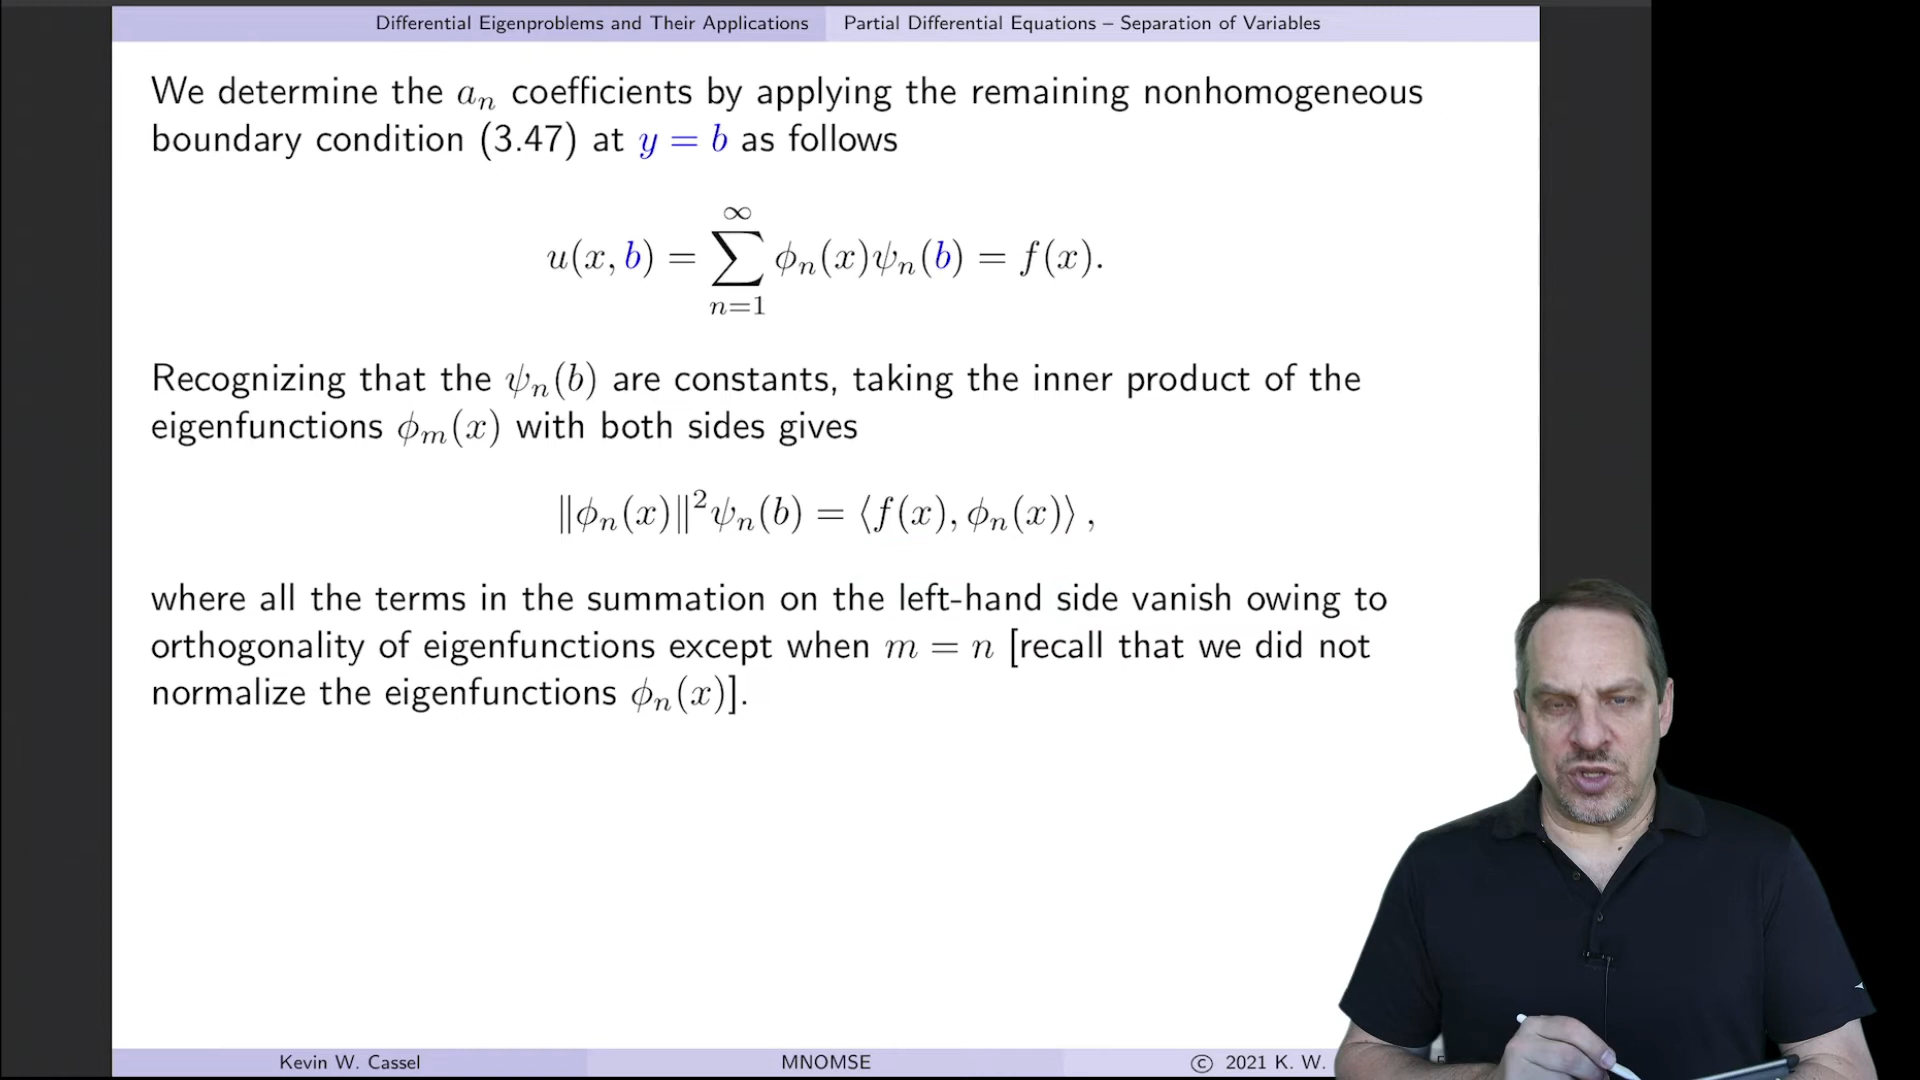 Differential Eigenproblems and Their Applications Partial Differential Equations – Separation of Variables
We determine the aₙ coefficients by applying the remaining nonhomogeneous
boundary condition (3.47) at y = b as follows
u(x, b) = ∑_{n=1}^{∞} ϕₙ(x)ψₙ(b) = f(x).
Recognizing that the ψₙ(b) are constants, taking the inner product of the
eigenfunctions ϕₘ(x) with both sides gives
‖ϕₙ(x)‖²ψₙ(b) = ⟨f(x), ϕₙ(x)⟩ ,
where all the terms in the summation on the left-hand side vanish owing to
orthogonality of eigenfunctions except when m = n [recall that we did not
normalize the eigenfunctions ϕₙ(x)].
Kevin W. Cassel MNOMSE © 2021 K. W.